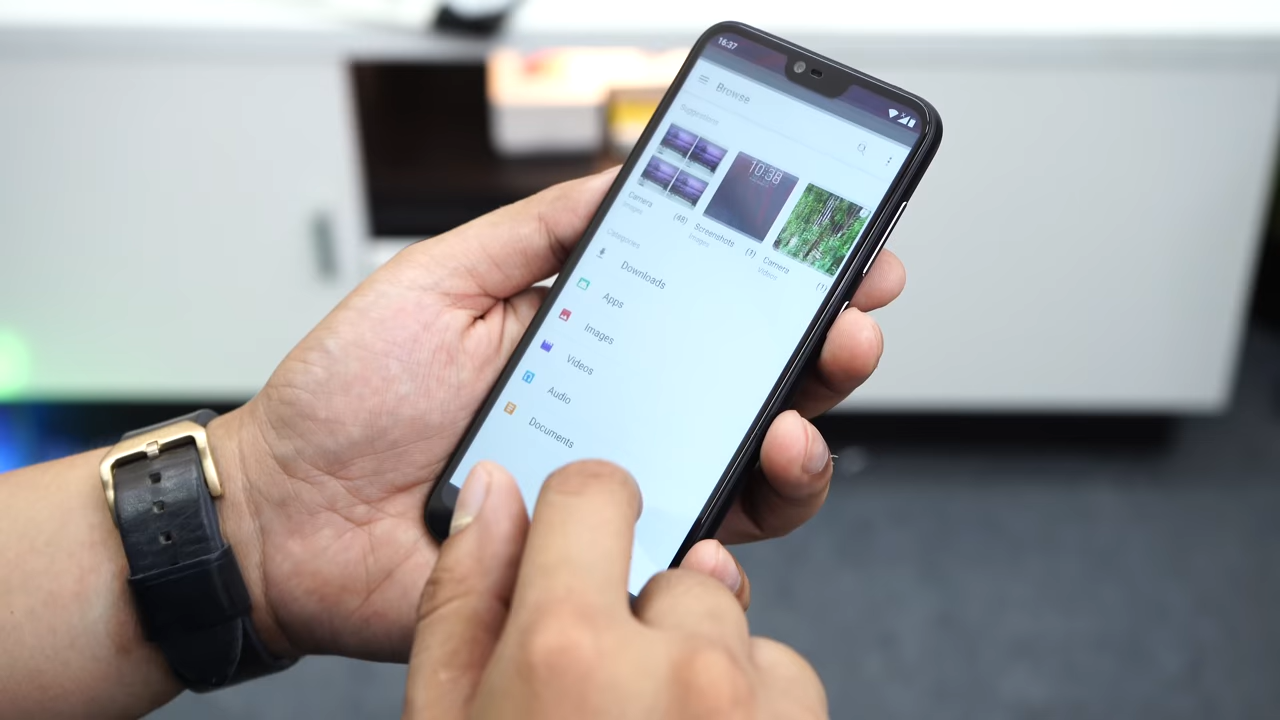 16:37
Browse
Suggestions
10:38
Camera
(48)
Images
Screenshots
(1)
Images
Camera
(1)
Videos
Categories
Downloads
Apps
Images
Videos
Audio
Documents